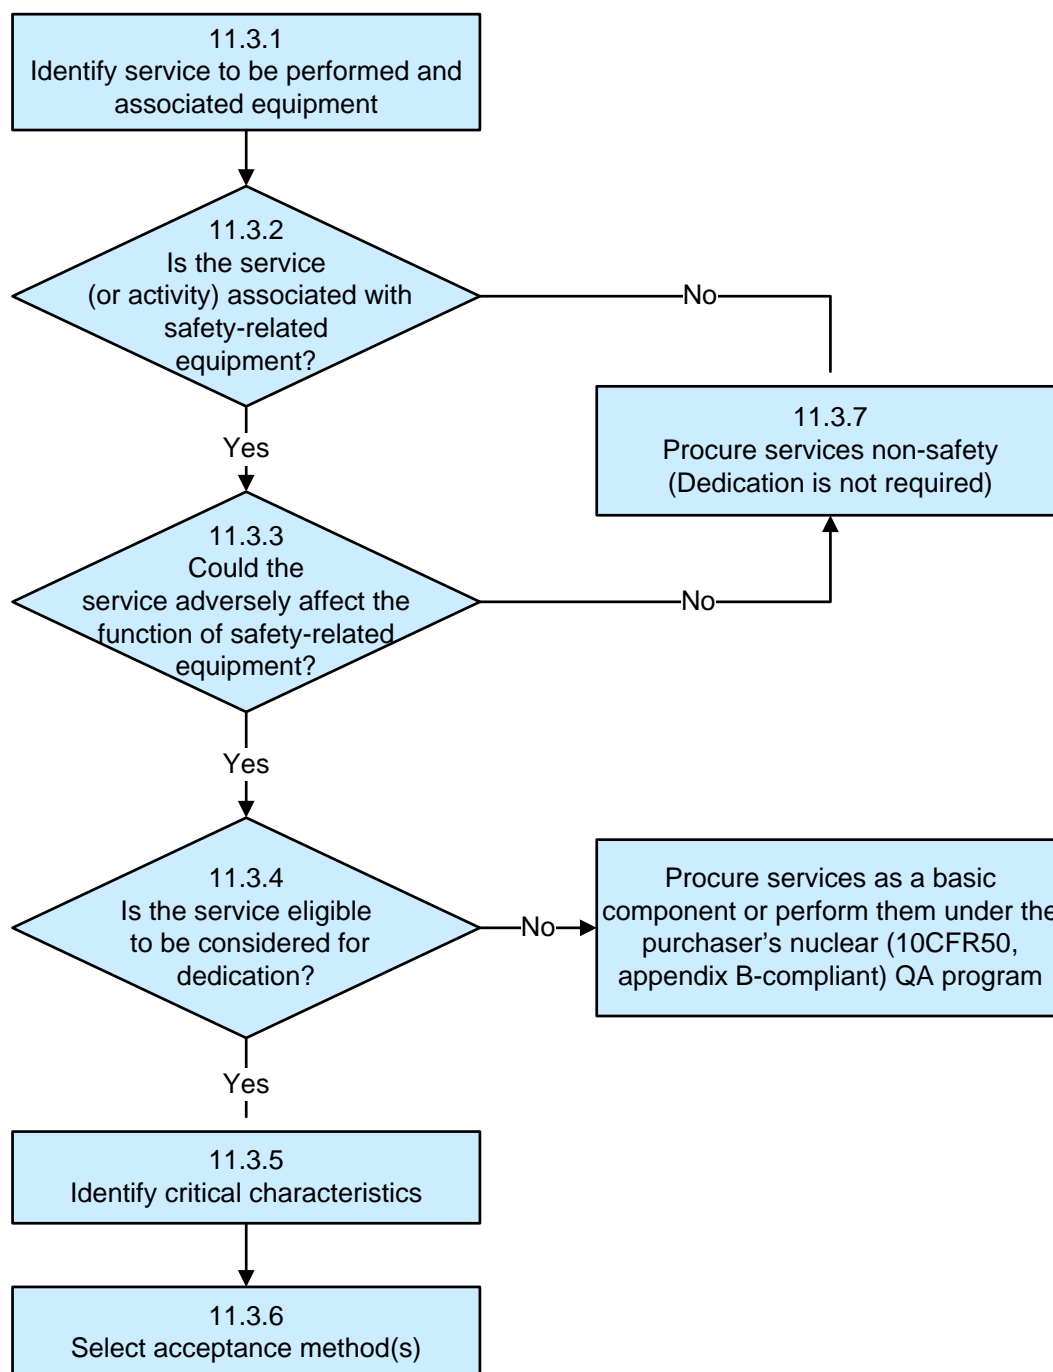 11.3.1
Identify service to be performed and
associated equipment
11.3.2
Is the service
(or activity) associated with
safety-related
equipment?
No
Yes
11.3.7
Procure services non-safety
(Dedication is not required)
11.3.3
Could the
service adversely affect the
function of safety-related
equipment?
No
Yes
11.3.4
Is the service eligible
to be considered for
dedication?
No
Procure services as a basic
component or perform them under the
purchaser’s nuclear (10CFR50,
appendix B-compliant) QA program
Yes
11.3.5
Identify critical characteristics
11.3.6
Select acceptance method(s)